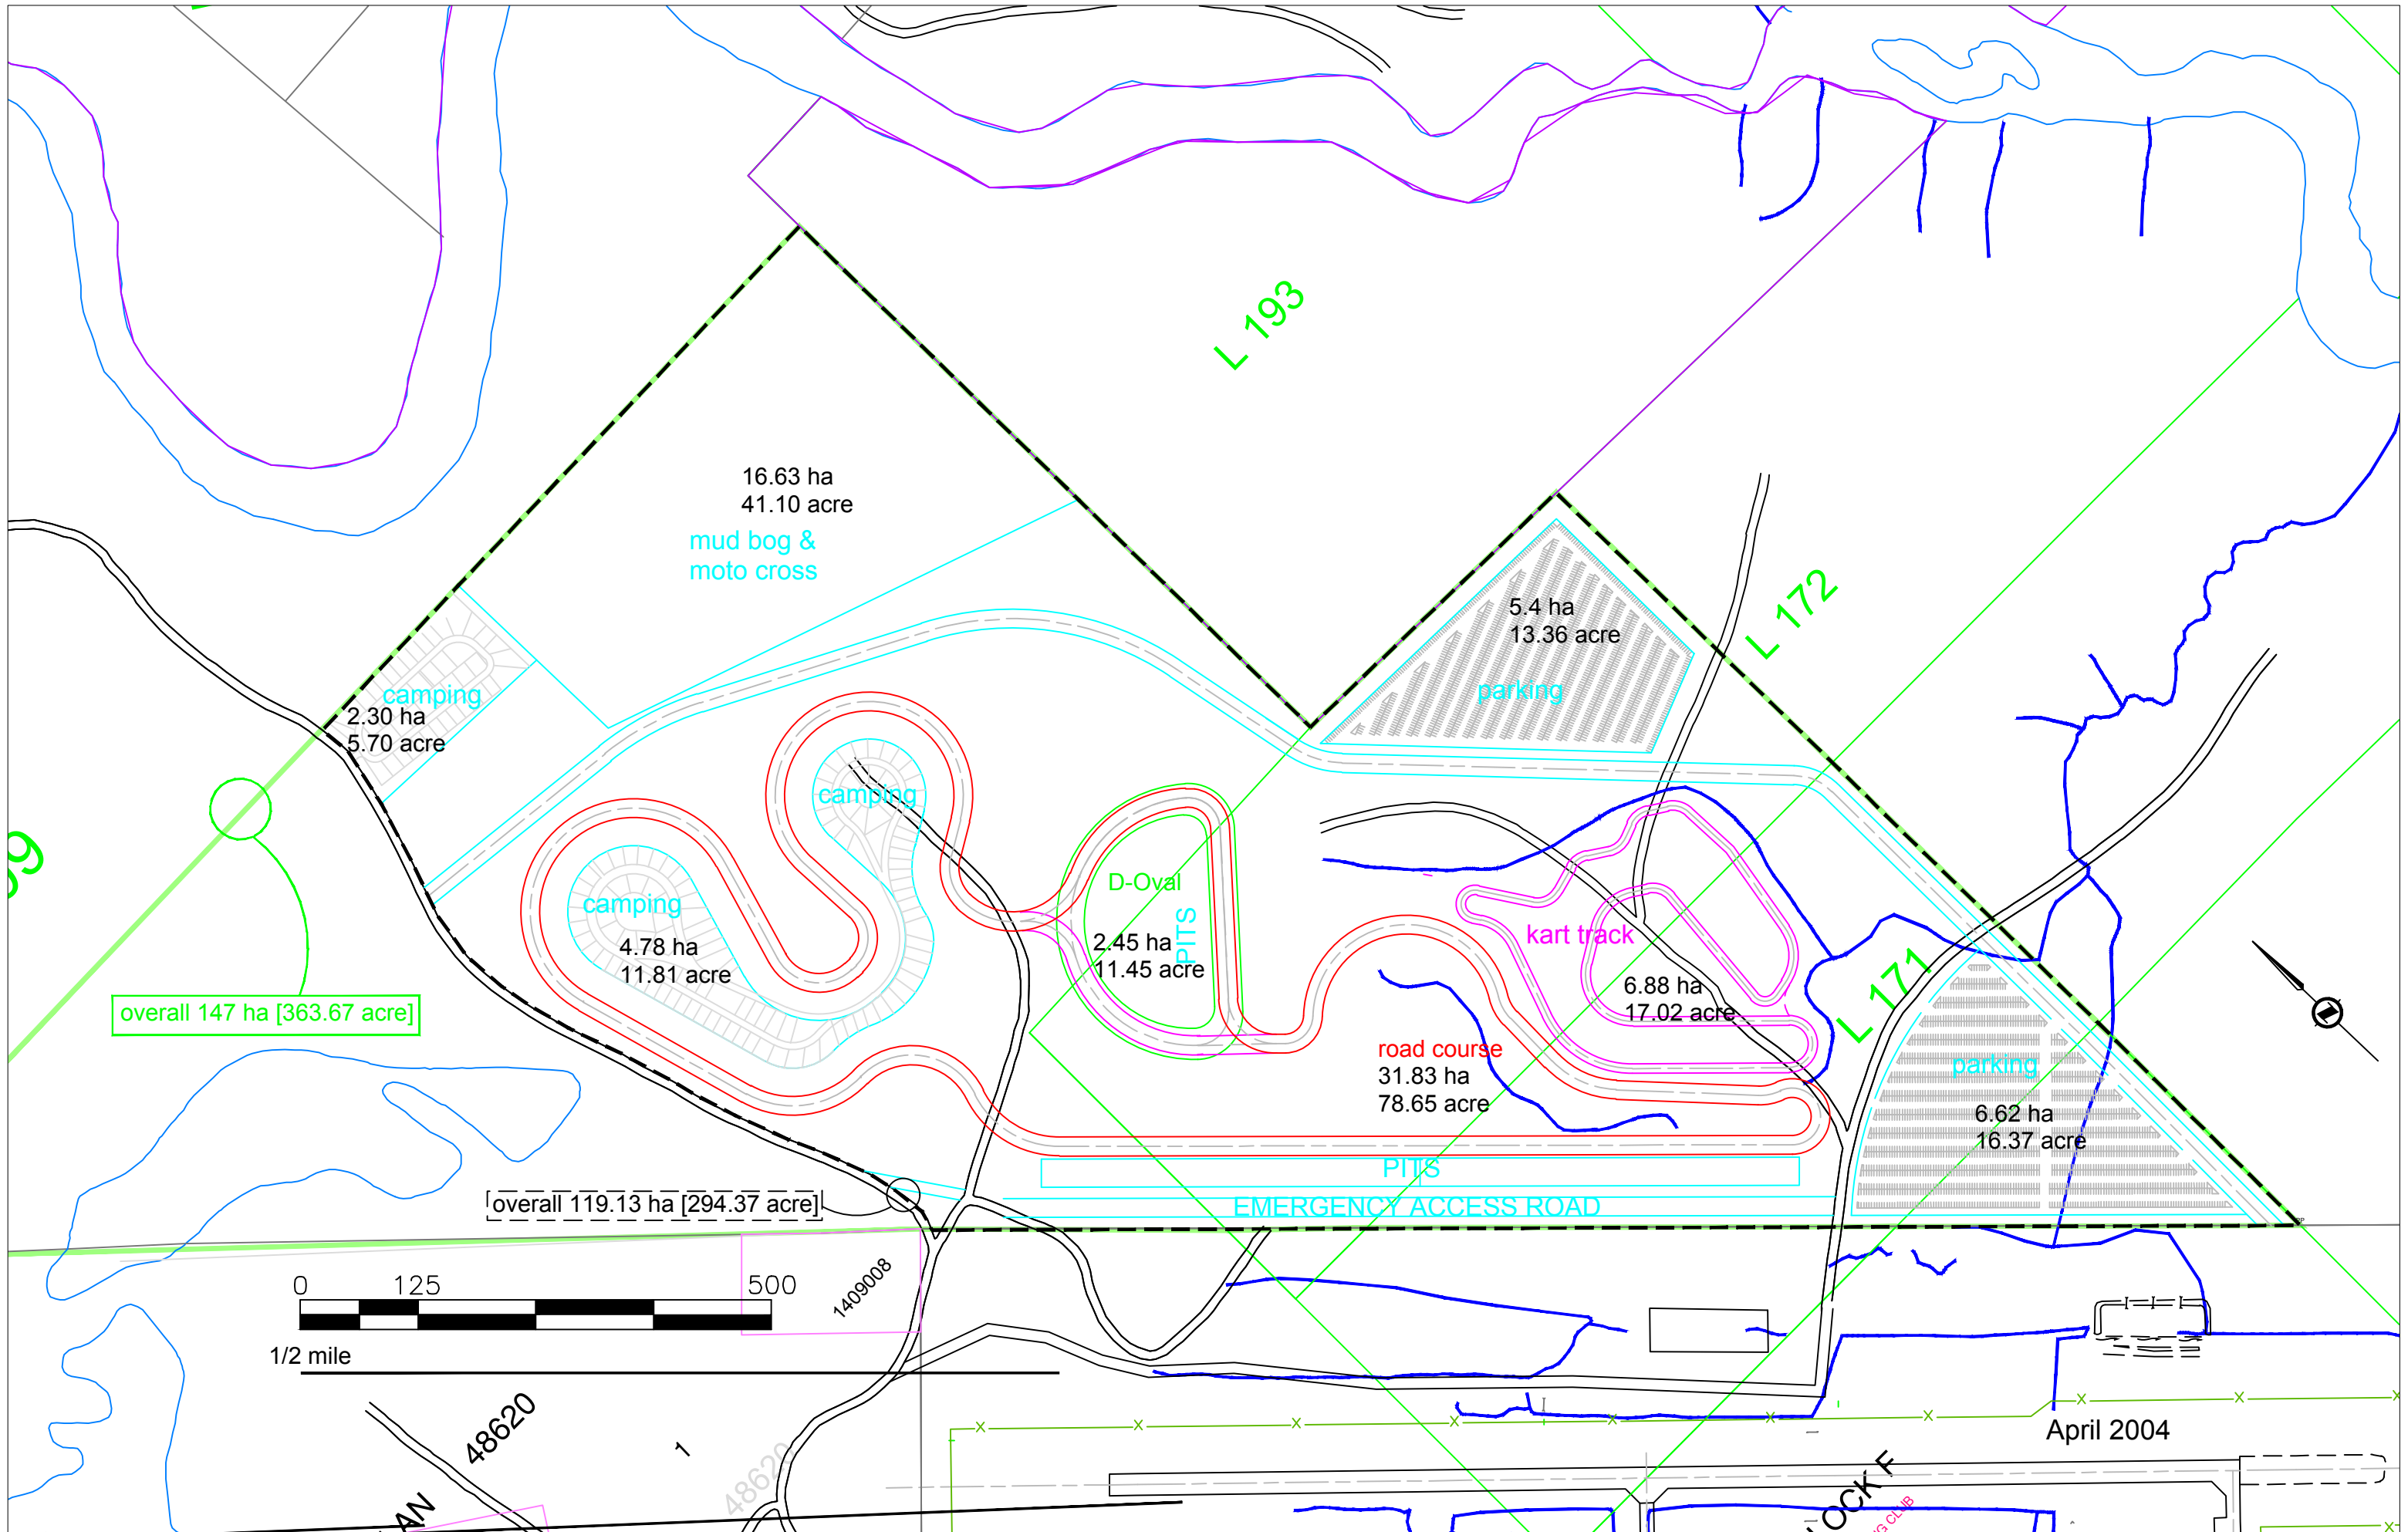 L 193
16.63 ha
41.10 acre
mud bog &
moto cross
5.4 ha
13.36 acre
parking
L 172
camping
2.30 ha
5.70 acre
camping
camping
4.78 ha
11.81 acre
D-Oval
PITS
2.45 ha
11.45 acre
kart track
6.88 ha
17.02 acre
L 171
overall 147 ha [363.67 acre]
road course
31.83 ha
78.65 acre
parking
6.62 ha
16.37 acre
PITS
EMERGENCY ACCESS ROAD
overall 119.13 ha [294.37 acre]
0 125 500
1409008
1/2 mile
48620
1
48620
April 2004